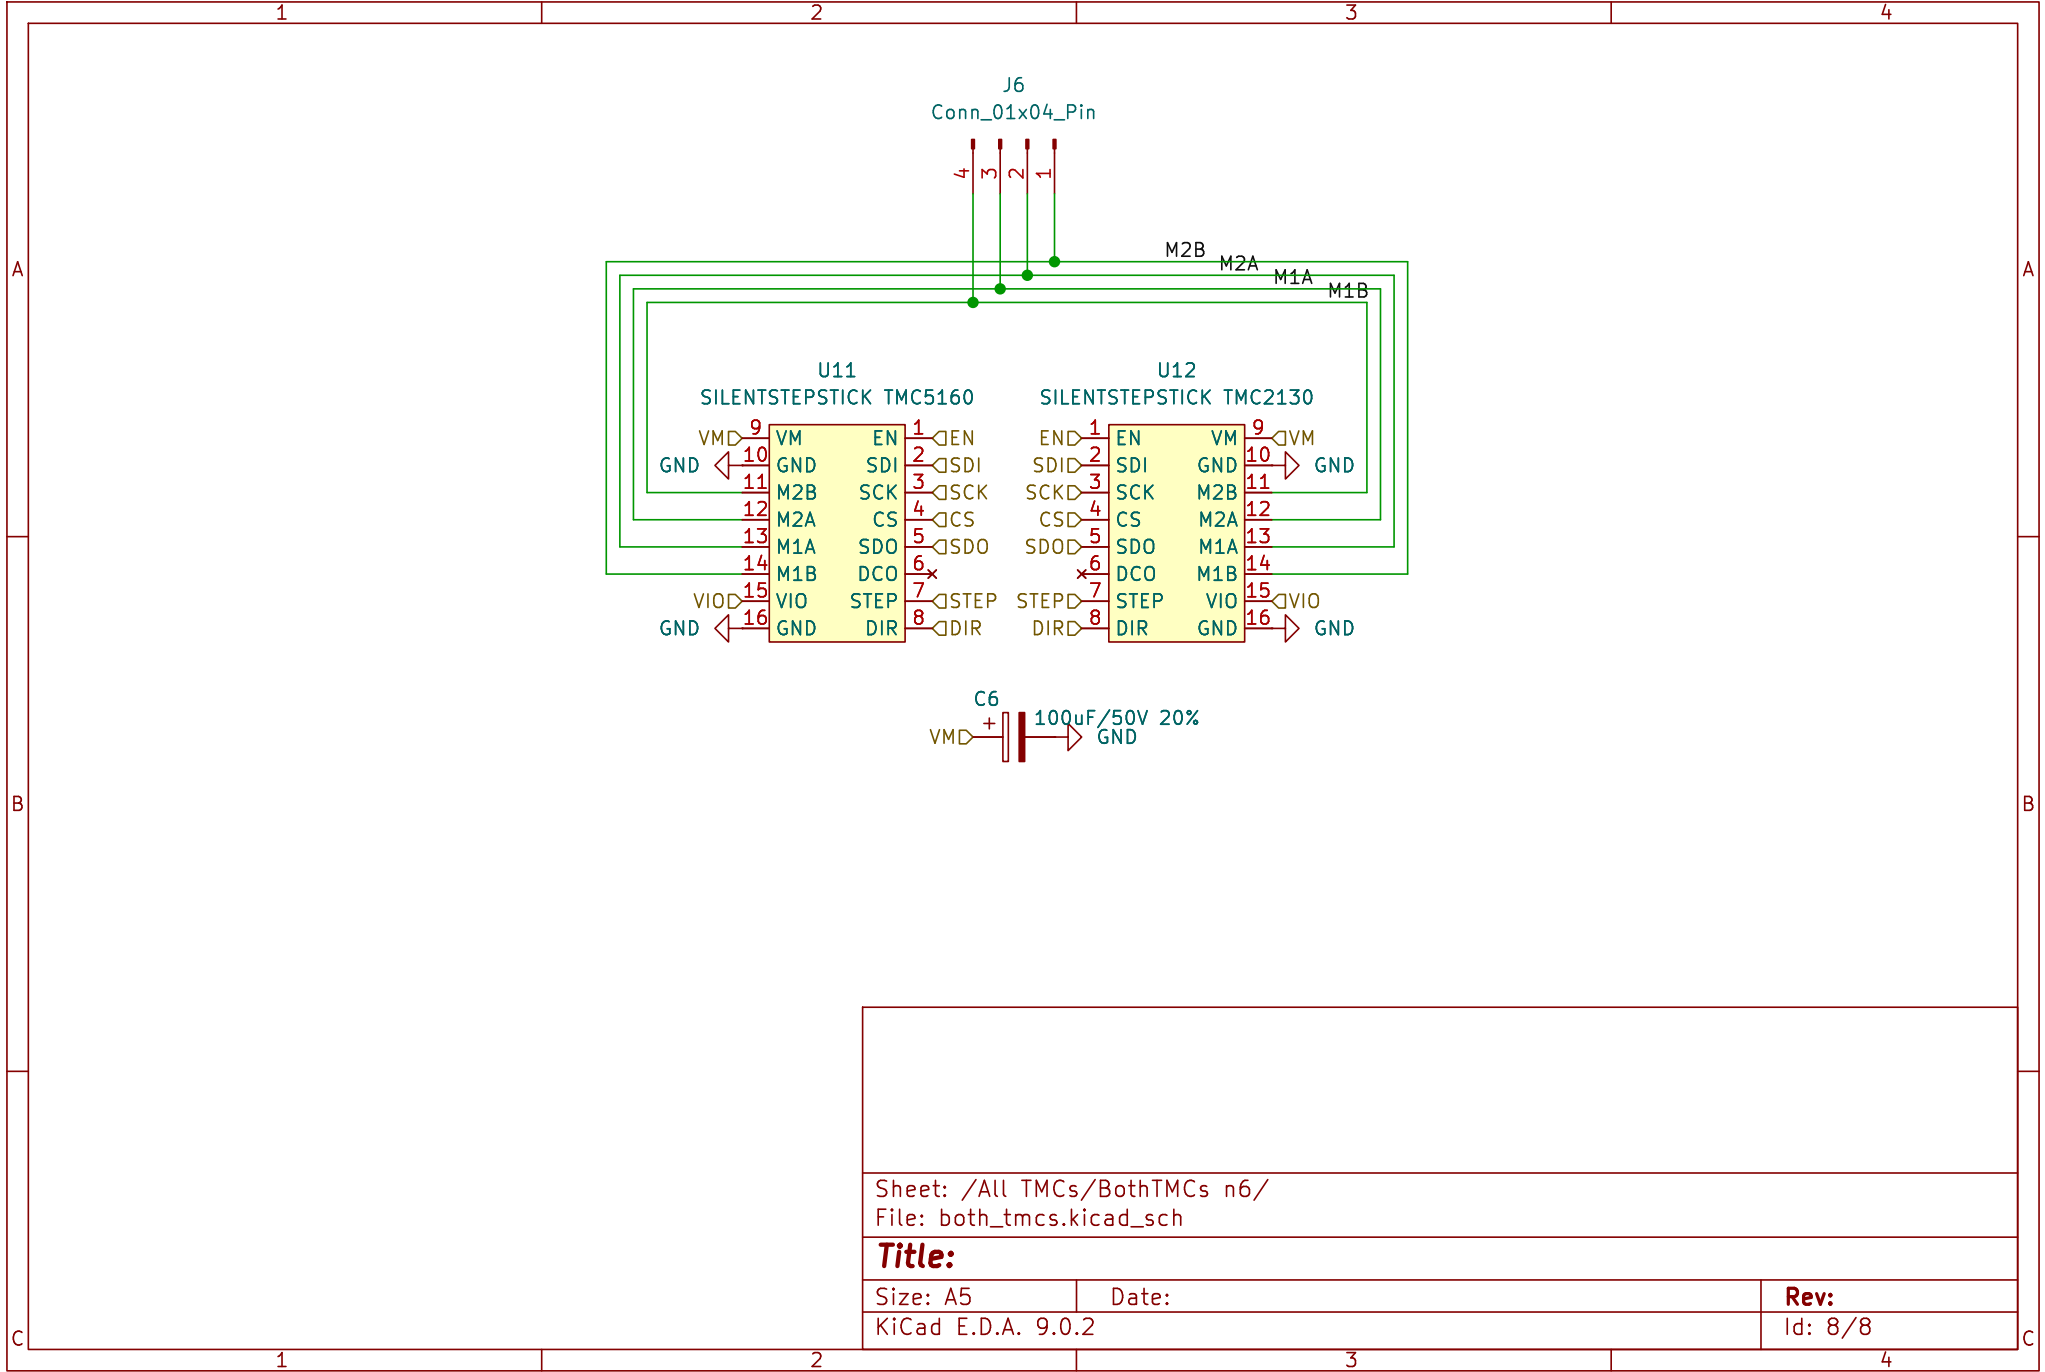 1 2 3 4
J6
Conn_01x04_Pin
4 3 2 1
M2B
M2A
A A
M1A
M1B
U11 U12
SILENTSTEPSTICK TMC5160 SILENTSTEPSTICK TMC2130
VM 9 VM EN 1 EN EN 1 EN VM 9 VM
GND 10 GND SDI 2 SDI SDI 2 SDI GND 10 GND
11 M2B SCK 3 SCK SCK 3 SCK M2B 11
12 M2A CS 4 CS CS 4 CS M2A 12
13 M1A SDO 5 SDO SDO 5 SDO M1A 13
14 M1B DCO 6 6 DCO M1B 14
VIO 15 VIO STEP 7 STEP STEP 7 STEP VIO 15 VIO
GND 16 GND DIR 8 DIR DIR 8 DIR GND 16 GND
C6
+ 100uF/50V 20%
VM GND
B B
Sheet: /All TMCs/BothTMCs n6/
File: both_tmcs.kicad_sch
Title:
Size: A5 Date: Rev:
KiCad E.D.A. 9.0.2 Id: 8/8
C C
1 2 3 4